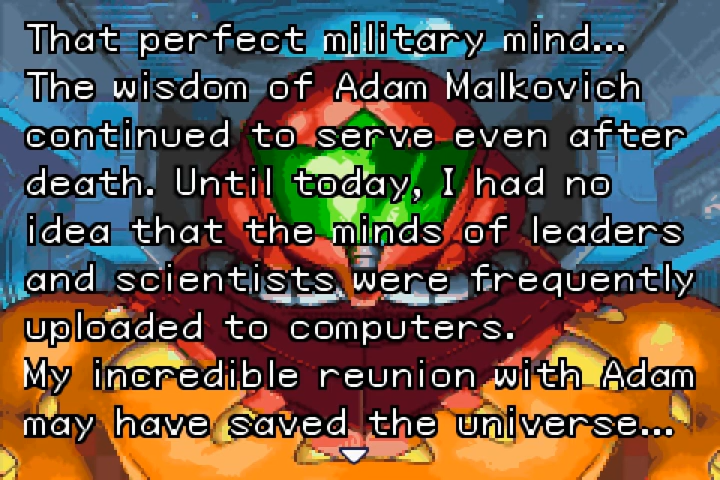 That perfect military mind...
The wisdom of Adam Malkovich
continued to serve even after
death. Until today, I had no
idea that the minds of leaders
and scientists were frequently
uploaded to computers.
My incredible reunion with Adam
may have saved the universe...